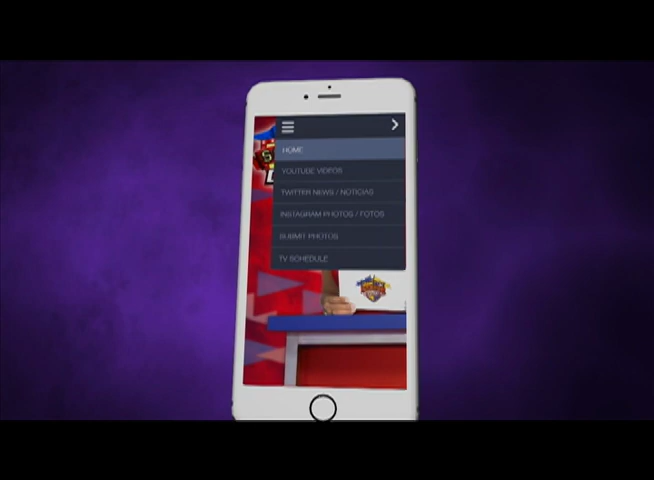 HOME
YOUTUBE VIDEOS
TWITTER NEWS / NOTICIAS
INSTAGRAM PHOTOS / FOTOS
SUBMIT PHOTOS
TV SCHEDULE